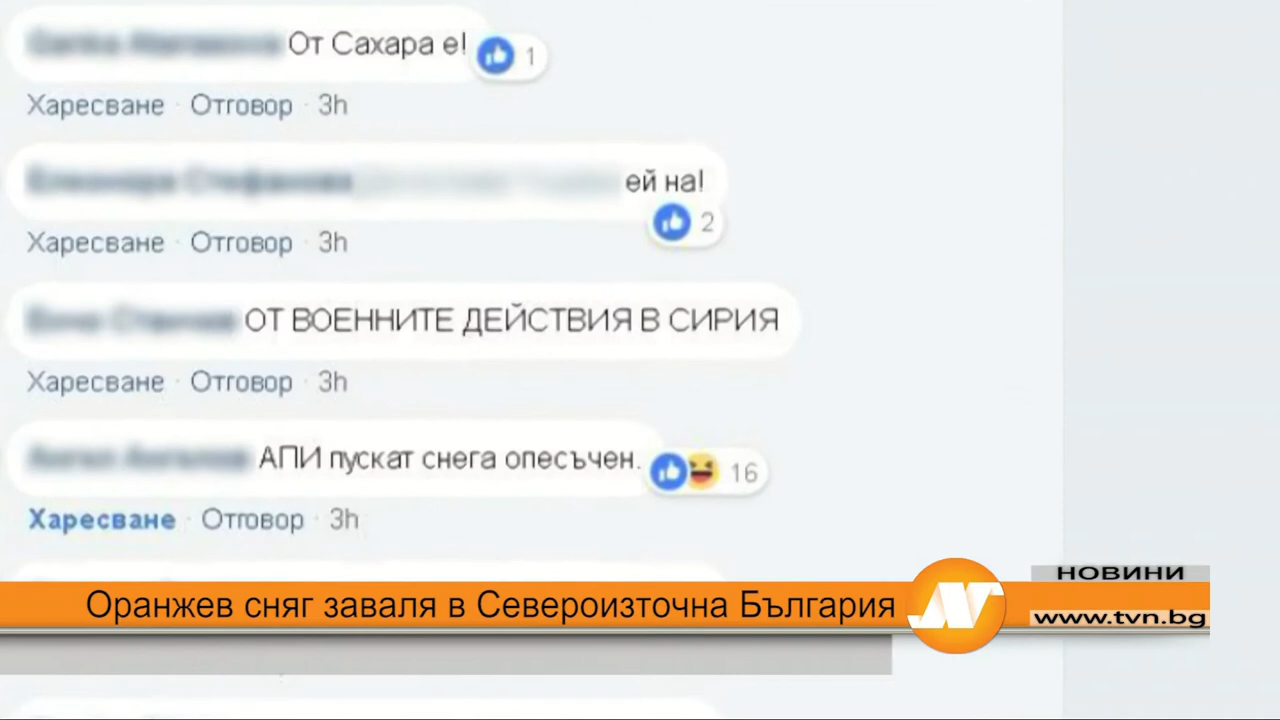 От Сахара е! 1
Харесване · Отговор · 3h
ей на!
2
Харесване · Отговор · 3h
ОТ ВОЕННИТЕ ДЕЙСТВИЯ В СИРИЯ
Харесване · Отговор · 3h
АПИ пускат снега опесъчен. 16
Харесване · Отговор · 3h
Оранжев сняг заваля в Североизточна България
НОВИНИ
www.tvn.bg